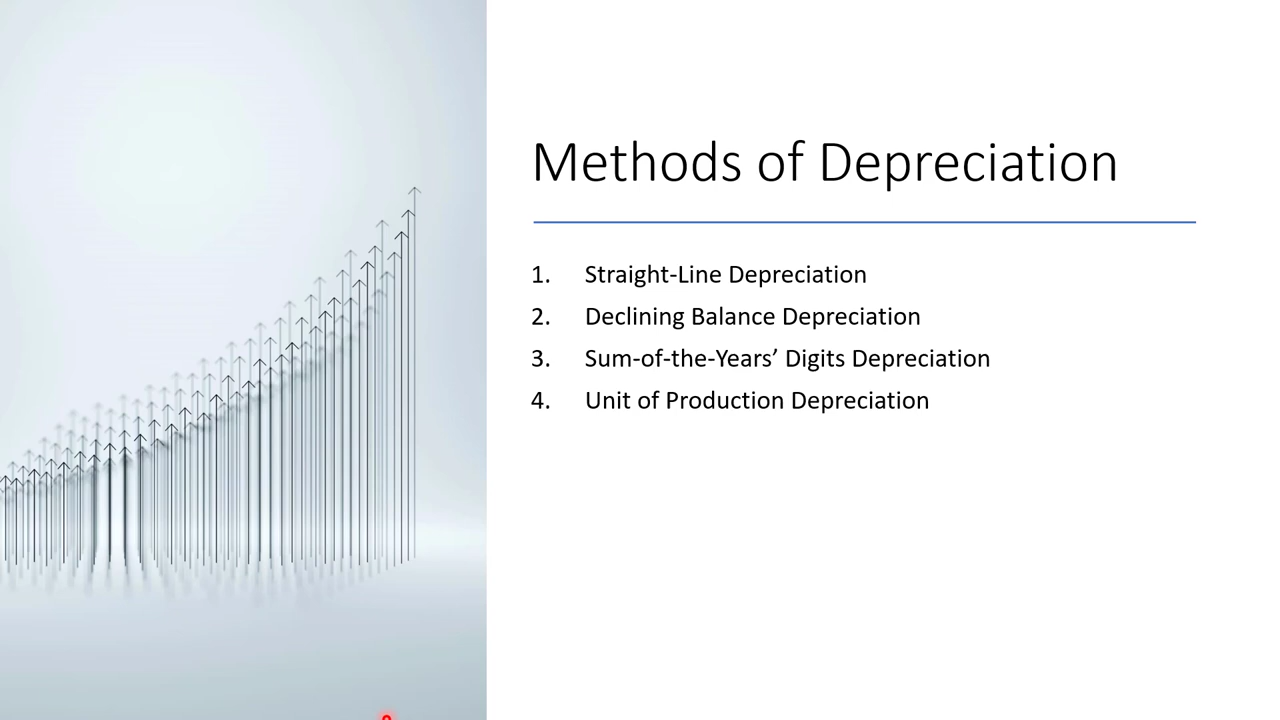 Methods of Depreciation
1. Straight-Line Depreciation
2. Declining Balance Depreciation
3. Sum-of-the-Years’ Digits Depreciation
4. Unit of Production Depreciation